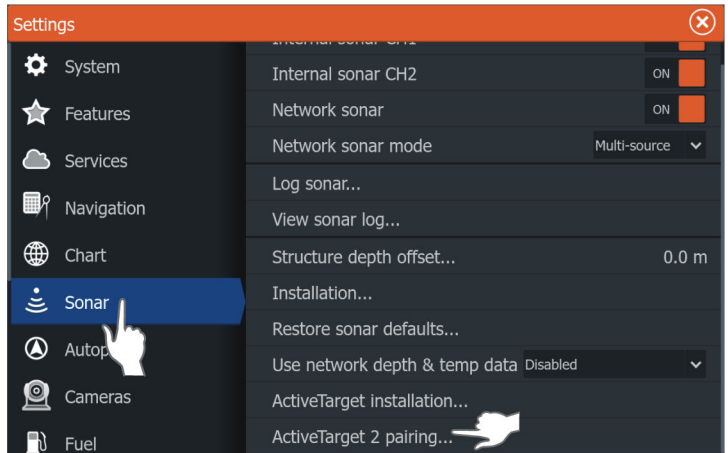 Settings
System
Features
Services
Navigation
Chart
Sonar
Cameras
Fuel
Internal sonar CH2 ON
Network sonar ON
Network sonar mode Multi-source
Log sonar...
View sonar log...
Structure depth offset... 0.0 m
Installation...
Restore sonar defaults...
Use network depth & temp data Disabled
ActiveTarget installation...
ActiveTarget 2 pairing...